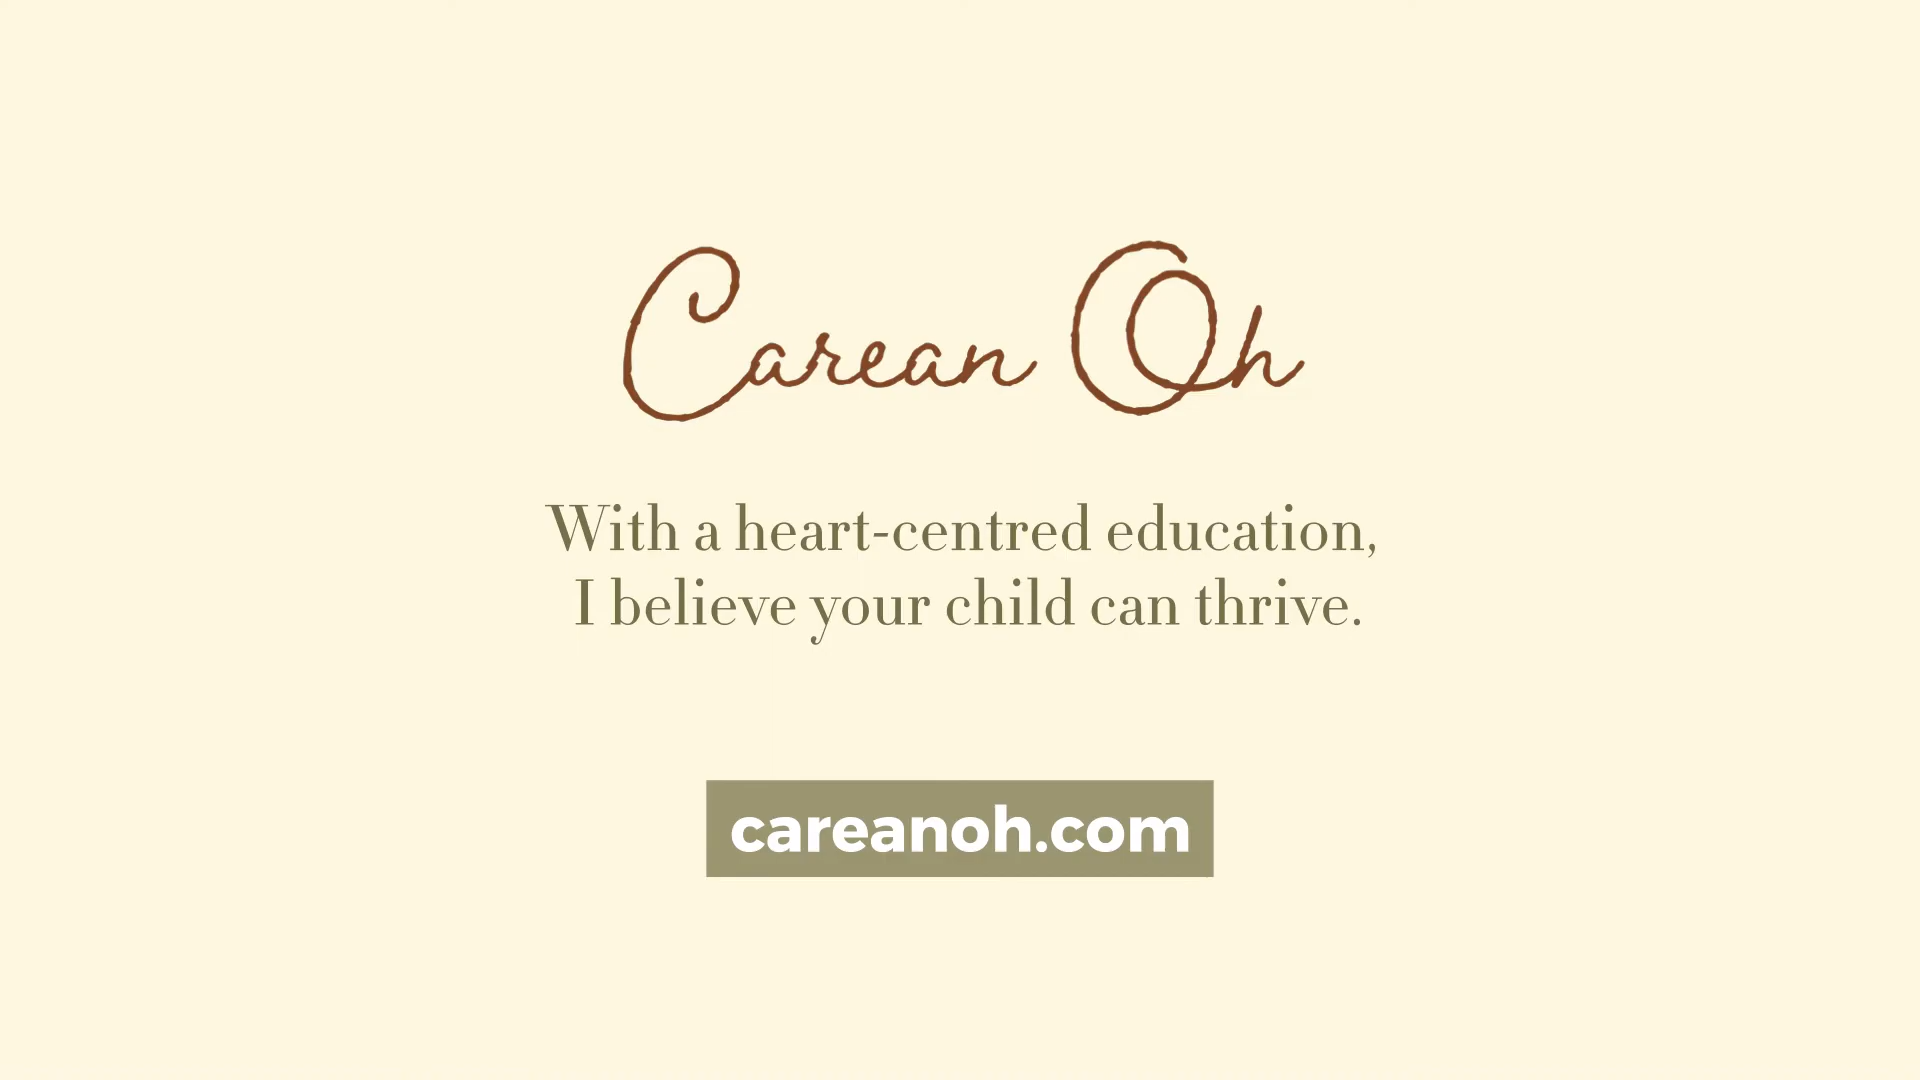 Carean Oh
With a heart-centred education,
I believe your child can thrive.
careanoh.com